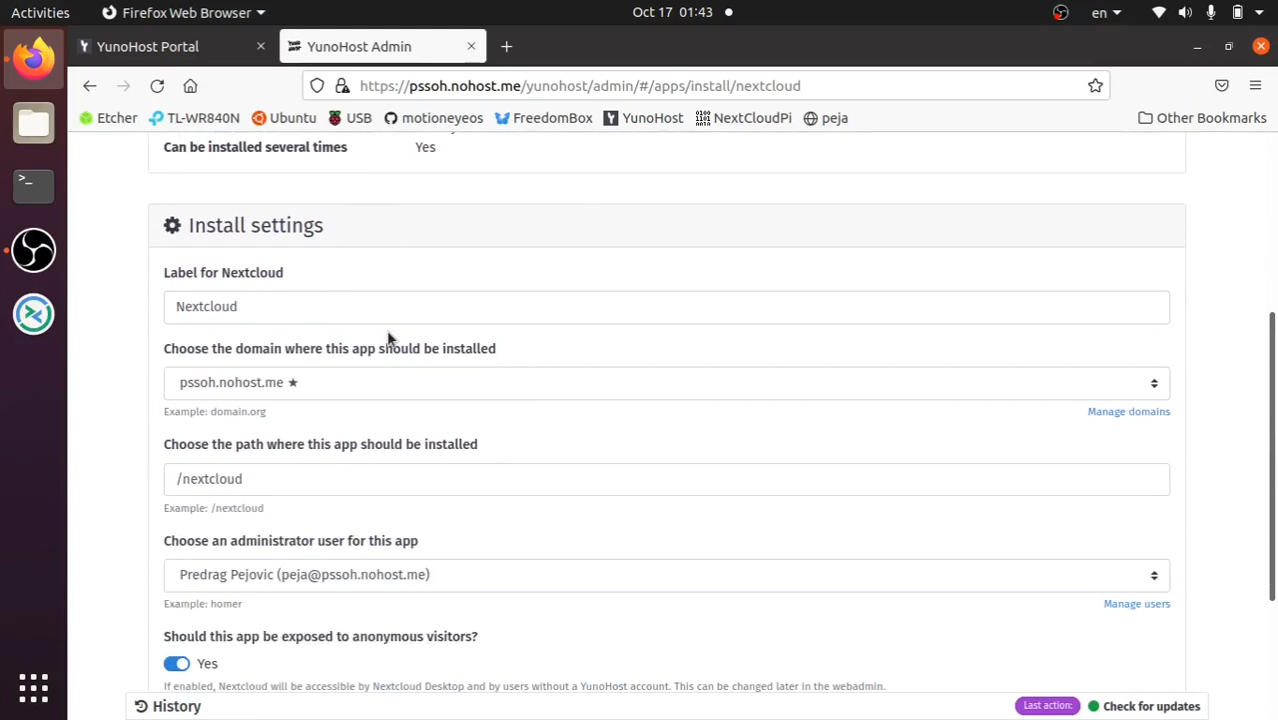 Activities
Firefox Web Browser
Oct 17 01:43
en
YunoHost Portal
YunoHost Admin
https://pssoh.nohost.me/yunohost/admin/#/apps/install/nextcloud
Etcher
TL-WR840N
Ubuntu
USB
motioneyeos
FreedomBox
YunoHost
NextCloudPi
peja
Other Bookmarks
Can be installed several times
Yes
Install settings
Label for Nextcloud
Nextcloud
Choose the domain where this app should be installed
pssoh.nohost.me ★
Example: domain.org
Manage domains
Choose the path where this app should be installed
/nextcloud
Example: /nextcloud
Choose an administrator user for this app
Predrag Pejovic (peja@pssoh.nohost.me)
Example: homer
Manage users
Should this app be exposed to anonymous visitors?
Yes
If enabled, Nextcloud will be accessible by Nextcloud Desktop and by users without a YunoHost account. This can be changed later in the webadmin.
History
Last action:
Check for updates